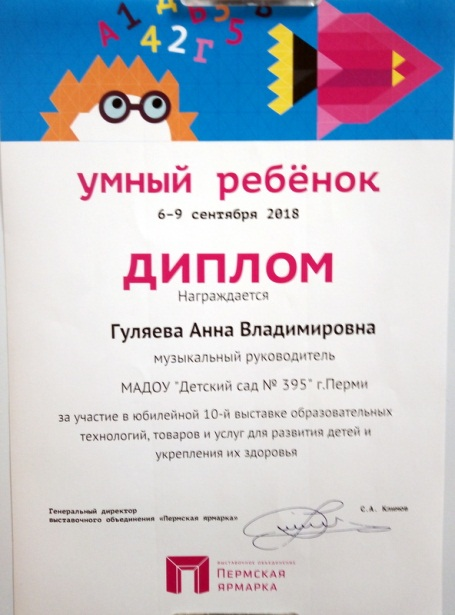 А 1 Д В 5 В
4 2 Г 5
умный ребёнок
6–9 сентября 2018
ДИПЛОМ
Награждается
Гуляева Анна Владимировна
музыкальный руководитель
МАДОУ "Детский сад № 395" г.Перми
за участие в юбилейной 10-й выставке образовательных
технологий, товаров и услуг для развития детей и
укрепления их здоровья
Генеральный директор
выставочного объединения «Пермская ярмарка»
С.А. Климов
ВЫСТАВОЧНОЕ ОБЪЕДИНЕНИЕ
ПЕРМСКАЯ
ЯРМАРКА